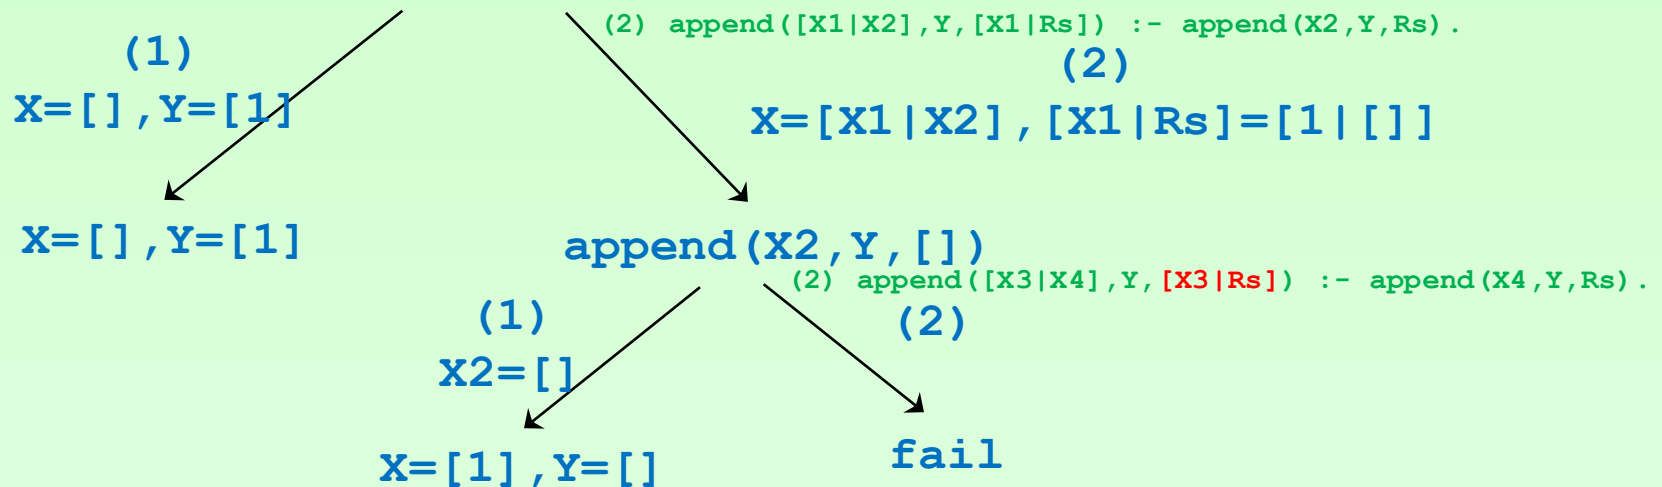 (2) append([X1|X2],Y,[X1|Rs]) :- append(X2,Y,Rs).
(1)
(2)
X=[],Y=[1]
X=[X1|X2],[X1|Rs]=[1|[]]
X=[],Y=[1]
append(X2,Y,[])
(2) append([X3|X4],Y,[X3|Rs]) :- append(X4,Y,Rs).
(1)
(2)
X2=[]
X=[1],Y=[]
fail